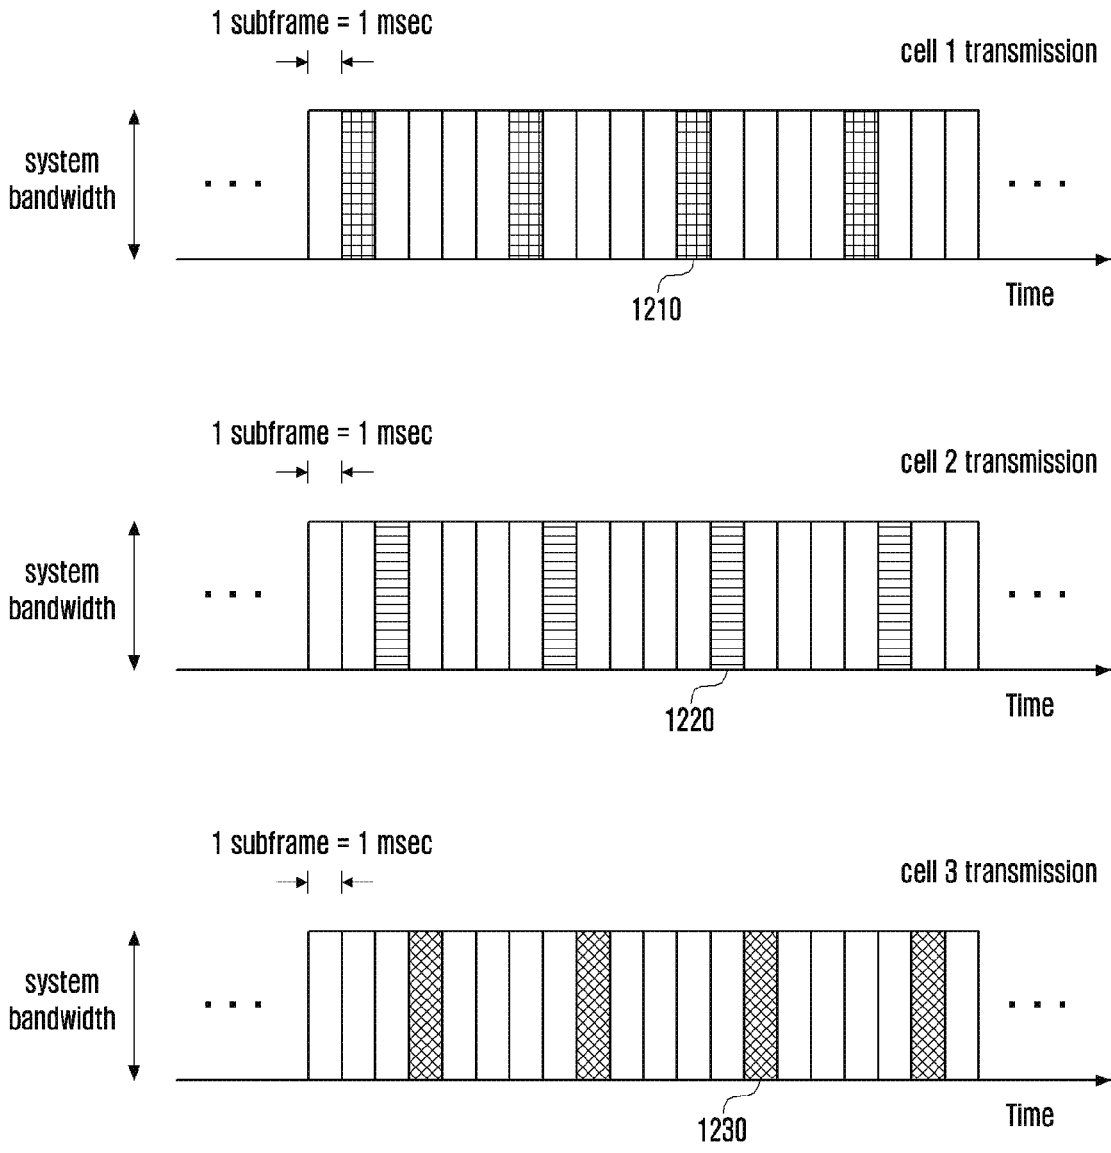 1 subframe = 1 msec
cell 1 transmission
system
bandwidth
. . .
. . .
Time
1210
1 subframe = 1 msec
cell 2 transmission
system
bandwidth
. . .
. . .
Time
1220
1 subframe = 1 msec
cell 3 transmission
system
bandwidth
. . .
. . .
Time
1230